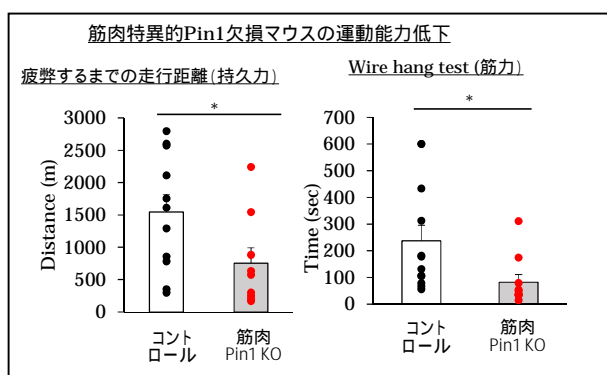 筋肉特異的Pin1欠損マウスの運動能力低下
疲弊するまでの走行距離(持久力)
*
Distance (m)
3000
2500
2000
1500
1000
500
0
コント
ロール
筋肉
Pin1 KO
Wire hang test (筋力)
*
Time (sec)
700
600
500
400
300
200
100
0
コント
ロール
筋肉
Pin1 KO